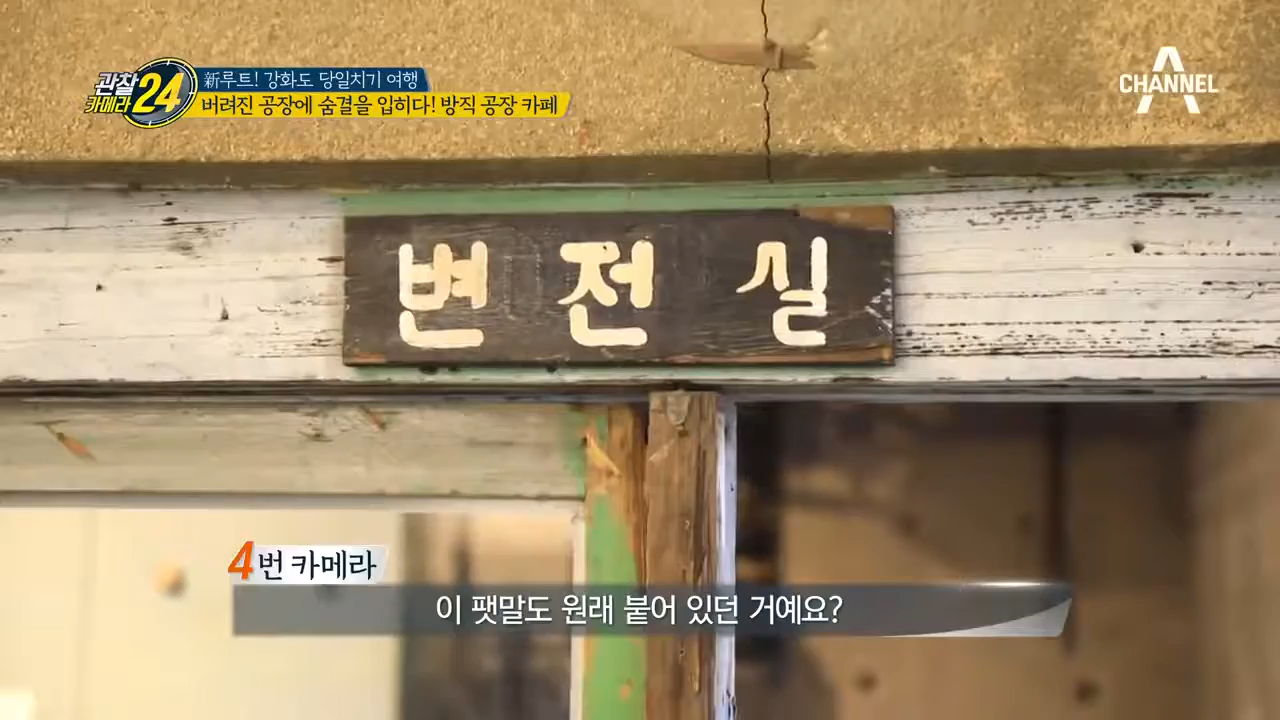 관찰
카메라 24
新루트! 강화도 당일치기 여행
버려진 공장에 숨결을 입히다! 방직 공장 카페
CHANNEL A
변전실
4번 카메라
이 팻말도 원래 붙어 있던 거예요?